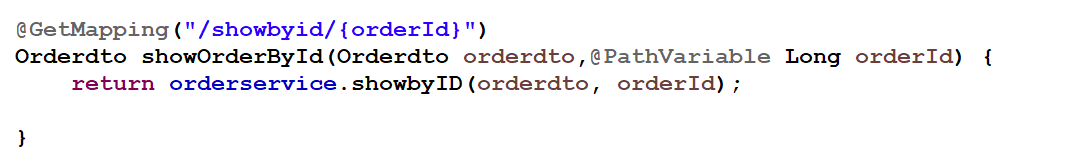 @GetMapping("/showbyid/{orderId}")
Orderdto showOrderById(Orderdto orderdto,@PathVariable Long orderId) {
    return orderservice.showbyID(orderdto, orderId);
}